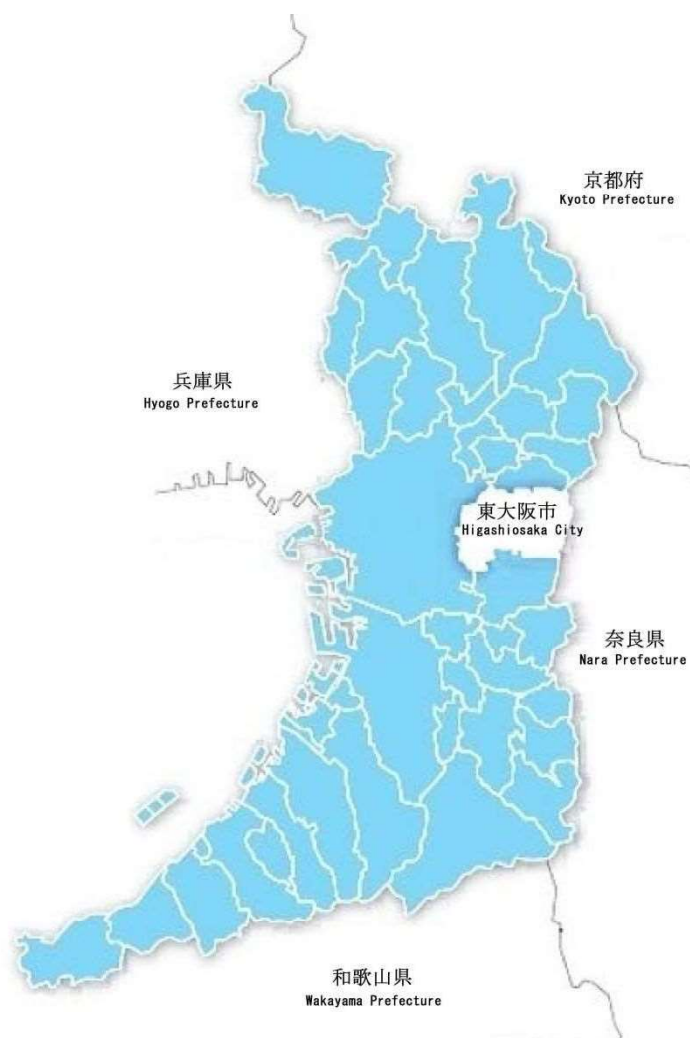 京都府
Kyoto Prefecture
兵庫県
Hyogo Prefecture
東大阪市
Higashiosaka City
奈良県
Nara Prefecture
和歌山県
Wakayama Prefecture